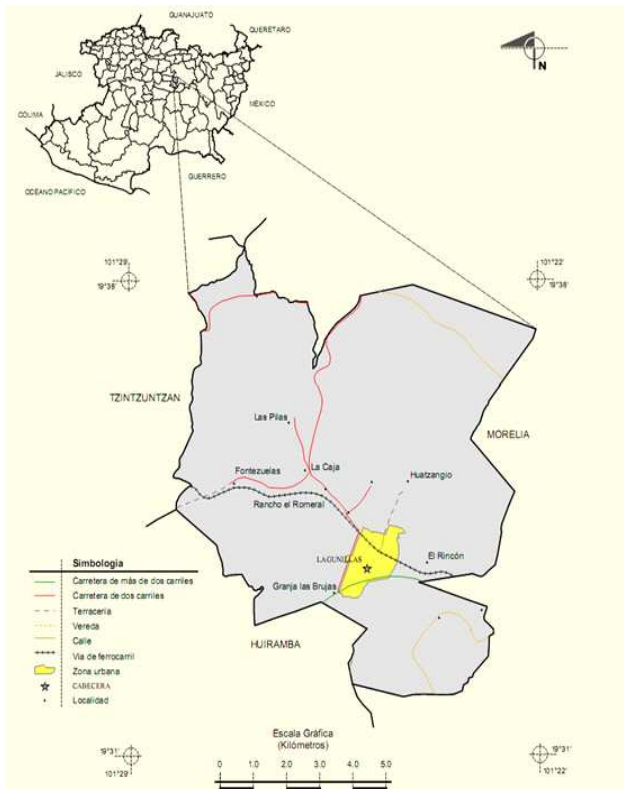 GUANAJUATO
QUERETARO
JALISCO
N
COLIMA
MÉXICO
GUERRERO
OCEANO PACÍFICO
101°29'
19°38'
101°22'
19°38'
TZINTZUNTZAN
Las Pilas
MORELIA
Fontezuelas
La Caja
Huatzangio
Rancho el Romeral
LAGUNILLAS
El Rincón
Granja las Brujas
HUIRAMBA
Simbología
Carretera de más de dos carriles
Carretera de dos carriles
Terracería
Vereda
Calle
Via de ferrocarril
Zona urbana
CABECERA
Localidad
19°31'
101°29'
Escala Gráfica
(Kilómetros)
0 1.0 2.0 3.0 4.0 5.0
19°31'
101°22'